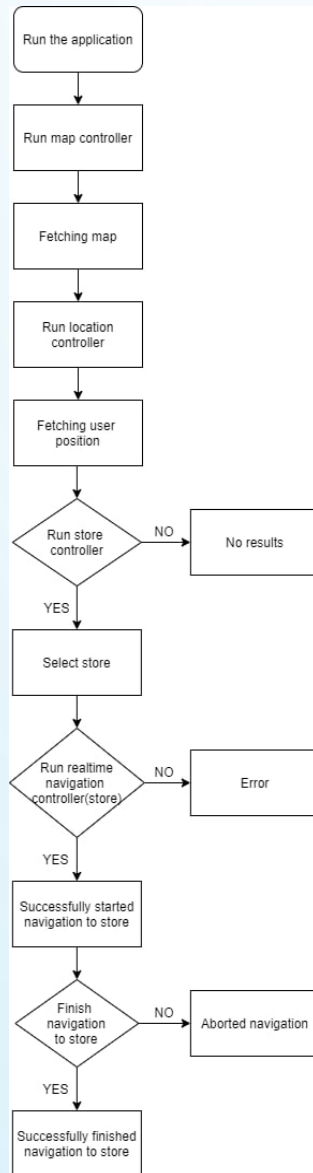 Run the application
Run map controller
Fetching map
Run location
controller
Fetching user
position
Run store
controller
NO
No results
YES
Select store
Run realtime
navigation
controller(store)
NO
Error
YES
Successfully started
navigation to store
Finish
navigation
to store
NO
Aborted navigation
YES
Successfully finished
navigation to store